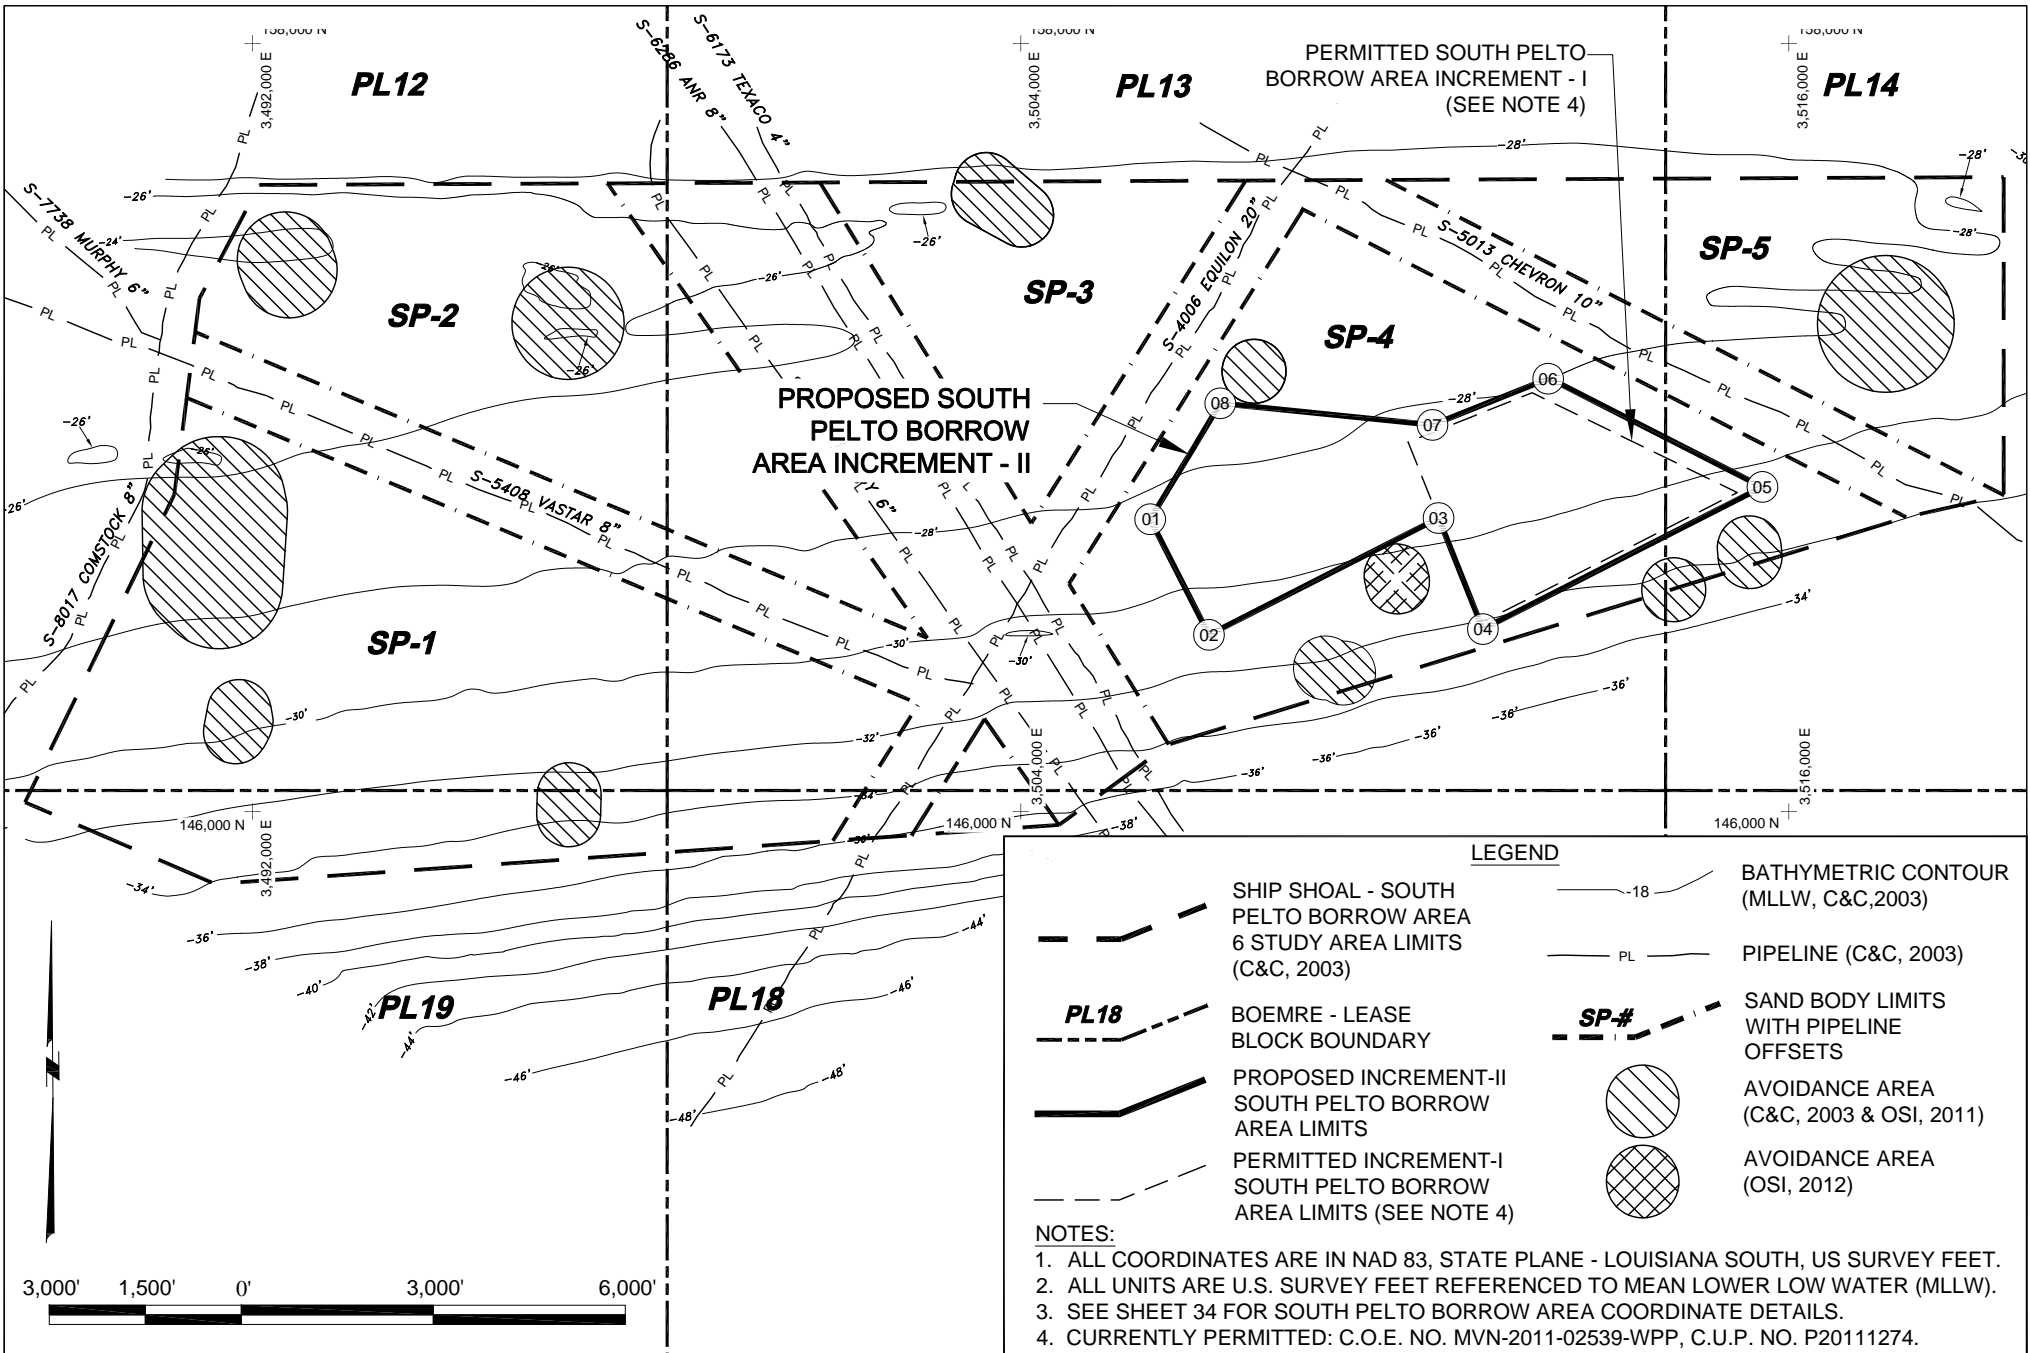 158,000 N
158,000 N
158,000 N
3,492,000 E
3,504,000 E
3,516,000 E
PL12
PL13
PL14
S-6286 ANR 8"
S-6173 TEXACO 4"
PERMITTED SOUTH PELTO
BORROW AREA INCREMENT - I
(SEE NOTE 4)
S-7738 MURPHY 6"
S-4006 EQUILON 20"
S-5013 CHEVRON 10"
SP-2
SP-3
SP-4
SP-5
PROPOSED SOUTH
PELTO BORROW
AREA INCREMENT - II
S-5408 VASTAR 8"
Y 6"
S-8017 COMSTOCK 8"
SP-1
01
02
03
04
05
06
07
08
PL
-24'
-26'
-28'
-30'
-32'
-34'
-36'
-38'
-40'
-42'
-44'
-46'
-48'
146,000 N
146,000 N
146,000 N
3,492,000 E
3,504,000 E
3,516,000 E
PL19
PL18
3,000' 1,500' 0' 3,000' 6,000'
LEGEND
SHIP SHOAL - SOUTH
PELTO BORROW AREA
6 STUDY AREA LIMITS
(C&C, 2003)
PL18
BOEMRE - LEASE
BLOCK BOUNDARY
PROPOSED INCREMENT-II
SOUTH PELTO BORROW
AREA LIMITS
PERMITTED INCREMENT-I
SOUTH PELTO BORROW
AREA LIMITS (SEE NOTE 4)
-18
BATHYMETRIC CONTOUR
(MLLW, C&C,2003)
PL
PIPELINE (C&C, 2003)
SP-#
SAND BODY LIMITS
WITH PIPELINE
OFFSETS
AVOIDANCE AREA
(C&C, 2003 & OSI, 2011)
AVOIDANCE AREA
(OSI, 2012)
NOTES:
1. ALL COORDINATES ARE IN NAD 83, STATE PLANE - LOUISIANA SOUTH, US SURVEY FEET.
2. ALL UNITS ARE U.S. SURVEY FEET REFERENCED TO MEAN LOWER LOW WATER (MLLW).
3. SEE SHEET 34 FOR SOUTH PELTO BORROW AREA COORDINATE DETAILS.
4. CURRENTLY PERMITTED: C.O.E. NO. MVN-2011-02539-WPP, C.U.P. NO. P20111274.